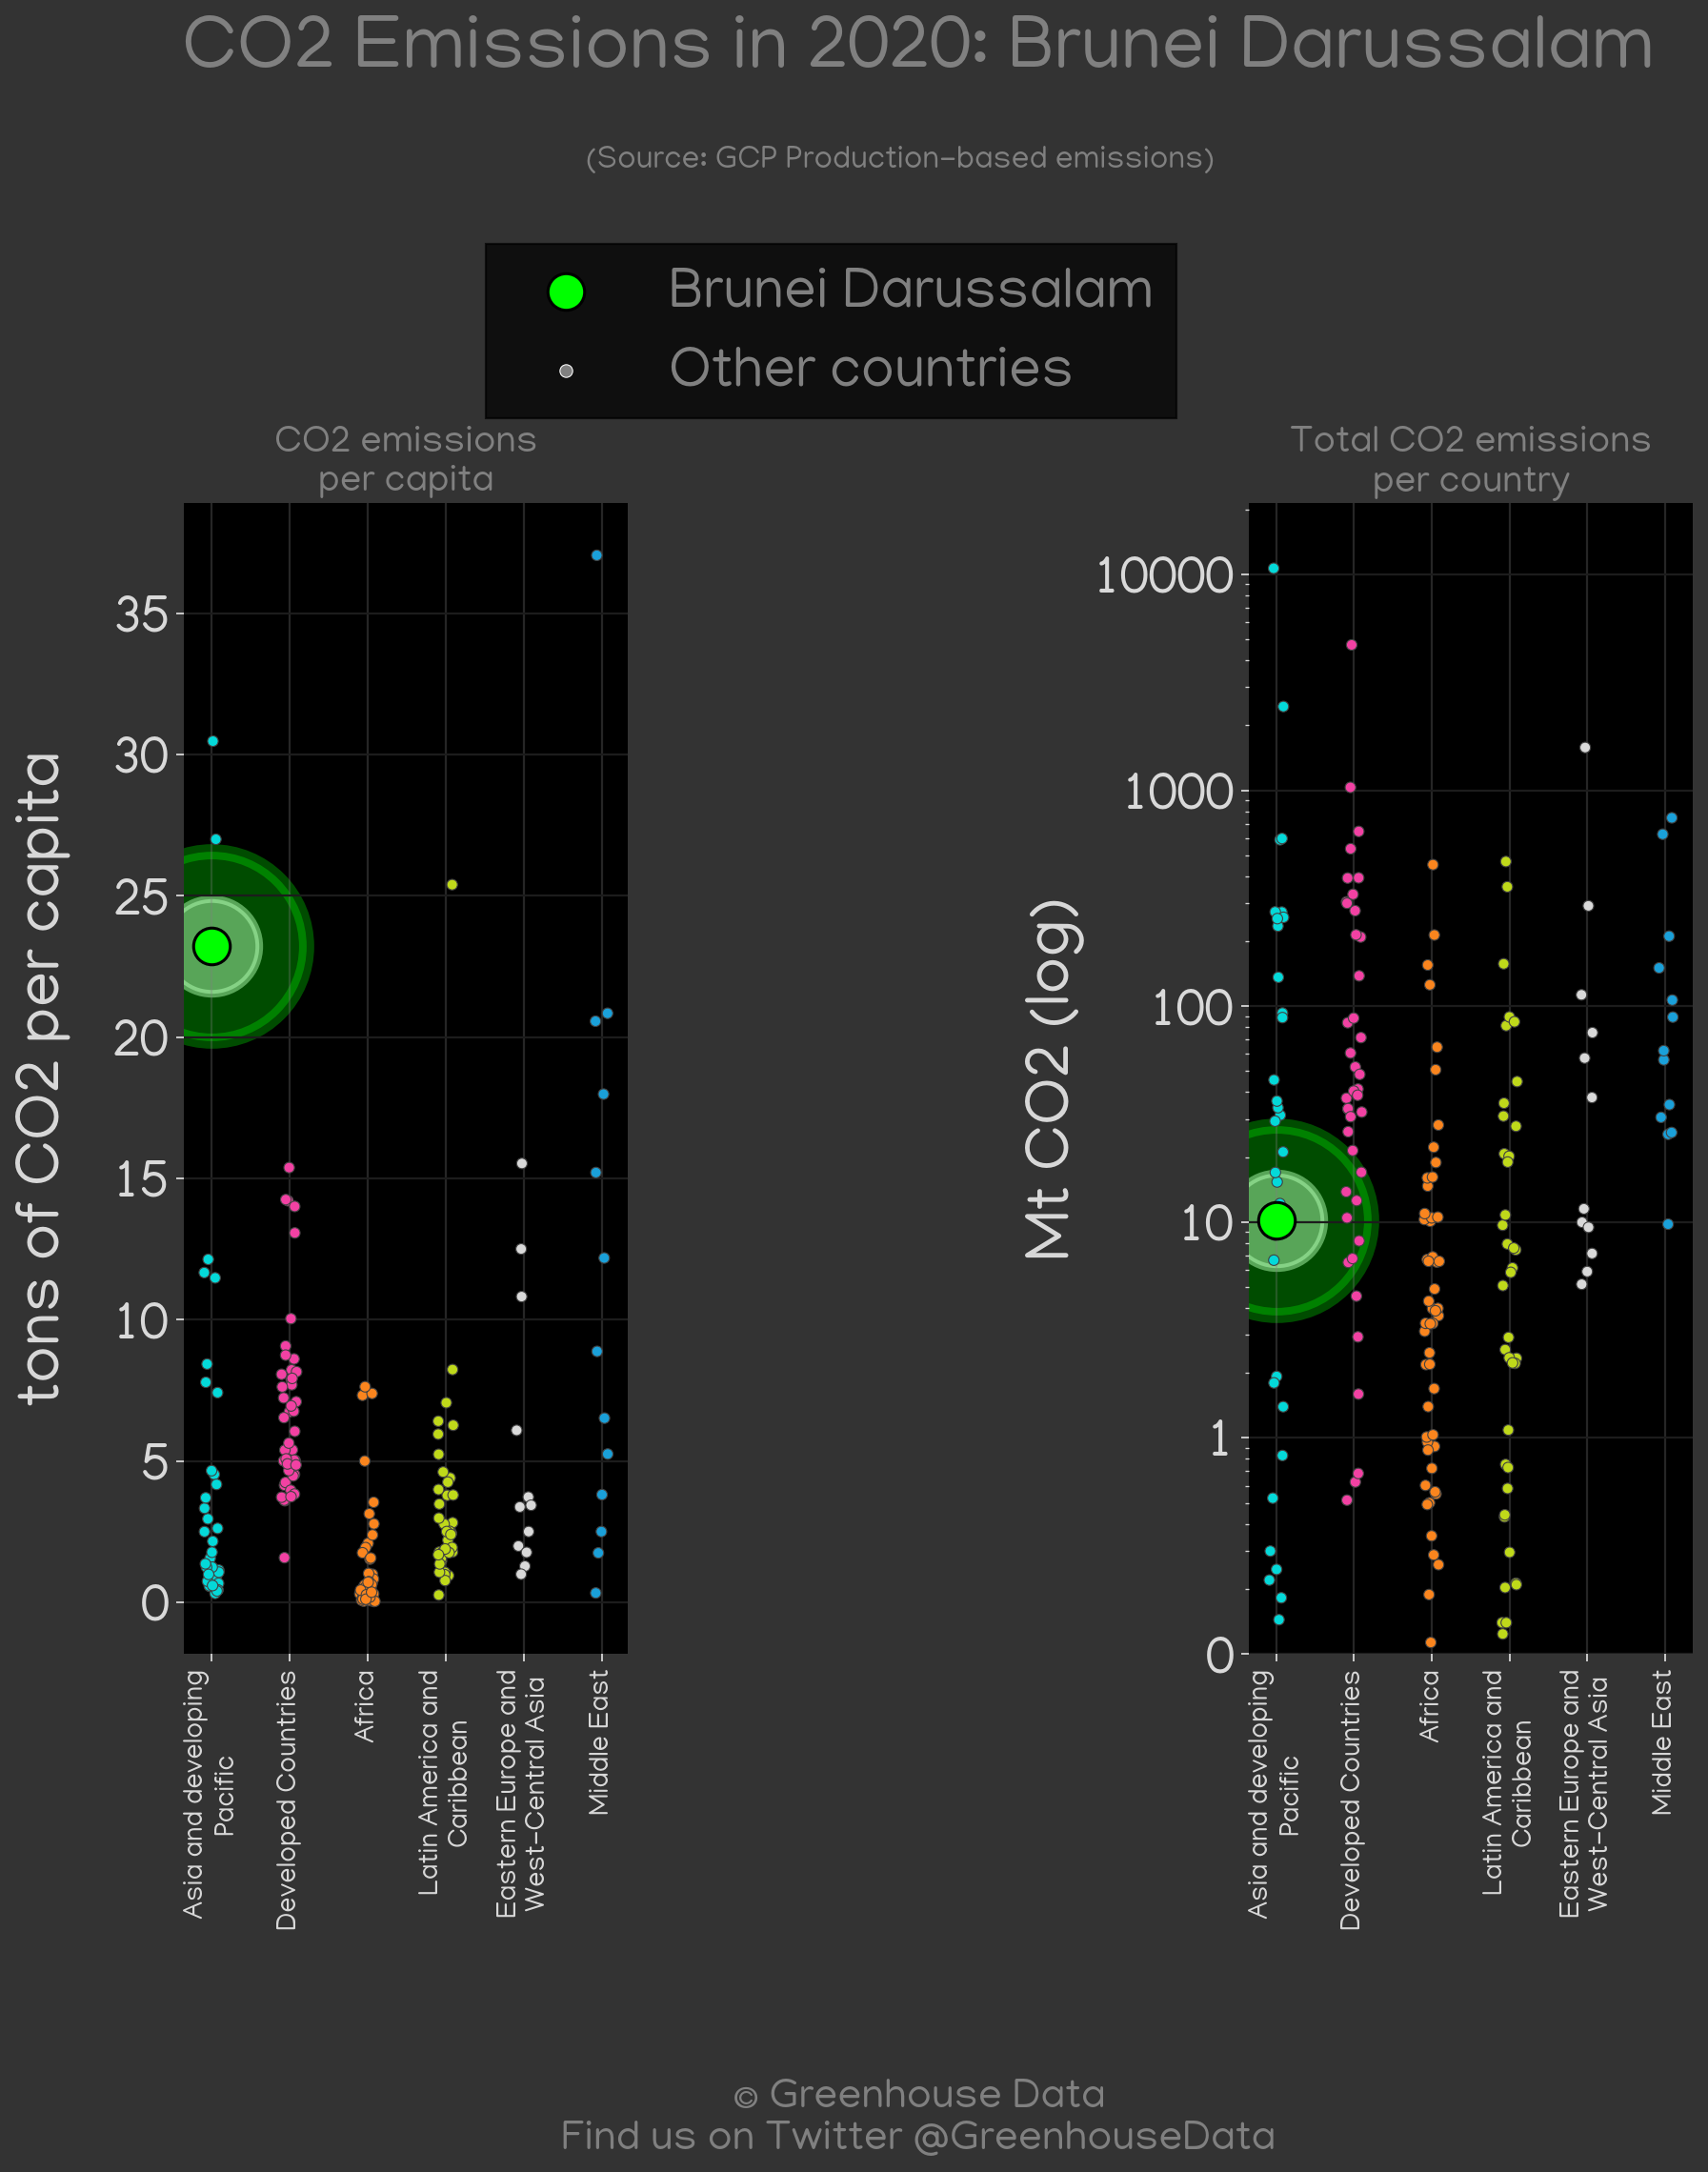 CO2 Emissions in 2020: Brunei Darussalam
(Source: GCP Production-based emissions)
Brunei Darussalam
Other countries
CO2 emissions
per capita
tons of CO2 per capita
35
30
25
20
15
10
5
0
Asia and developing
Pacific
Developed Countries
Africa
Latin America and
Caribbean
Eastern Europe and
West-Central Asia
Middle East
Total CO2 emissions
per country
Mt CO2 (log)
10000
1000
100
10
1
0
Asia and developing
Pacific
Developed Countries
Africa
Latin America and
Caribbean
Eastern Europe and
West-Central Asia
Middle East
© Greenhouse Data
Find us on Twitter @GreenhouseData